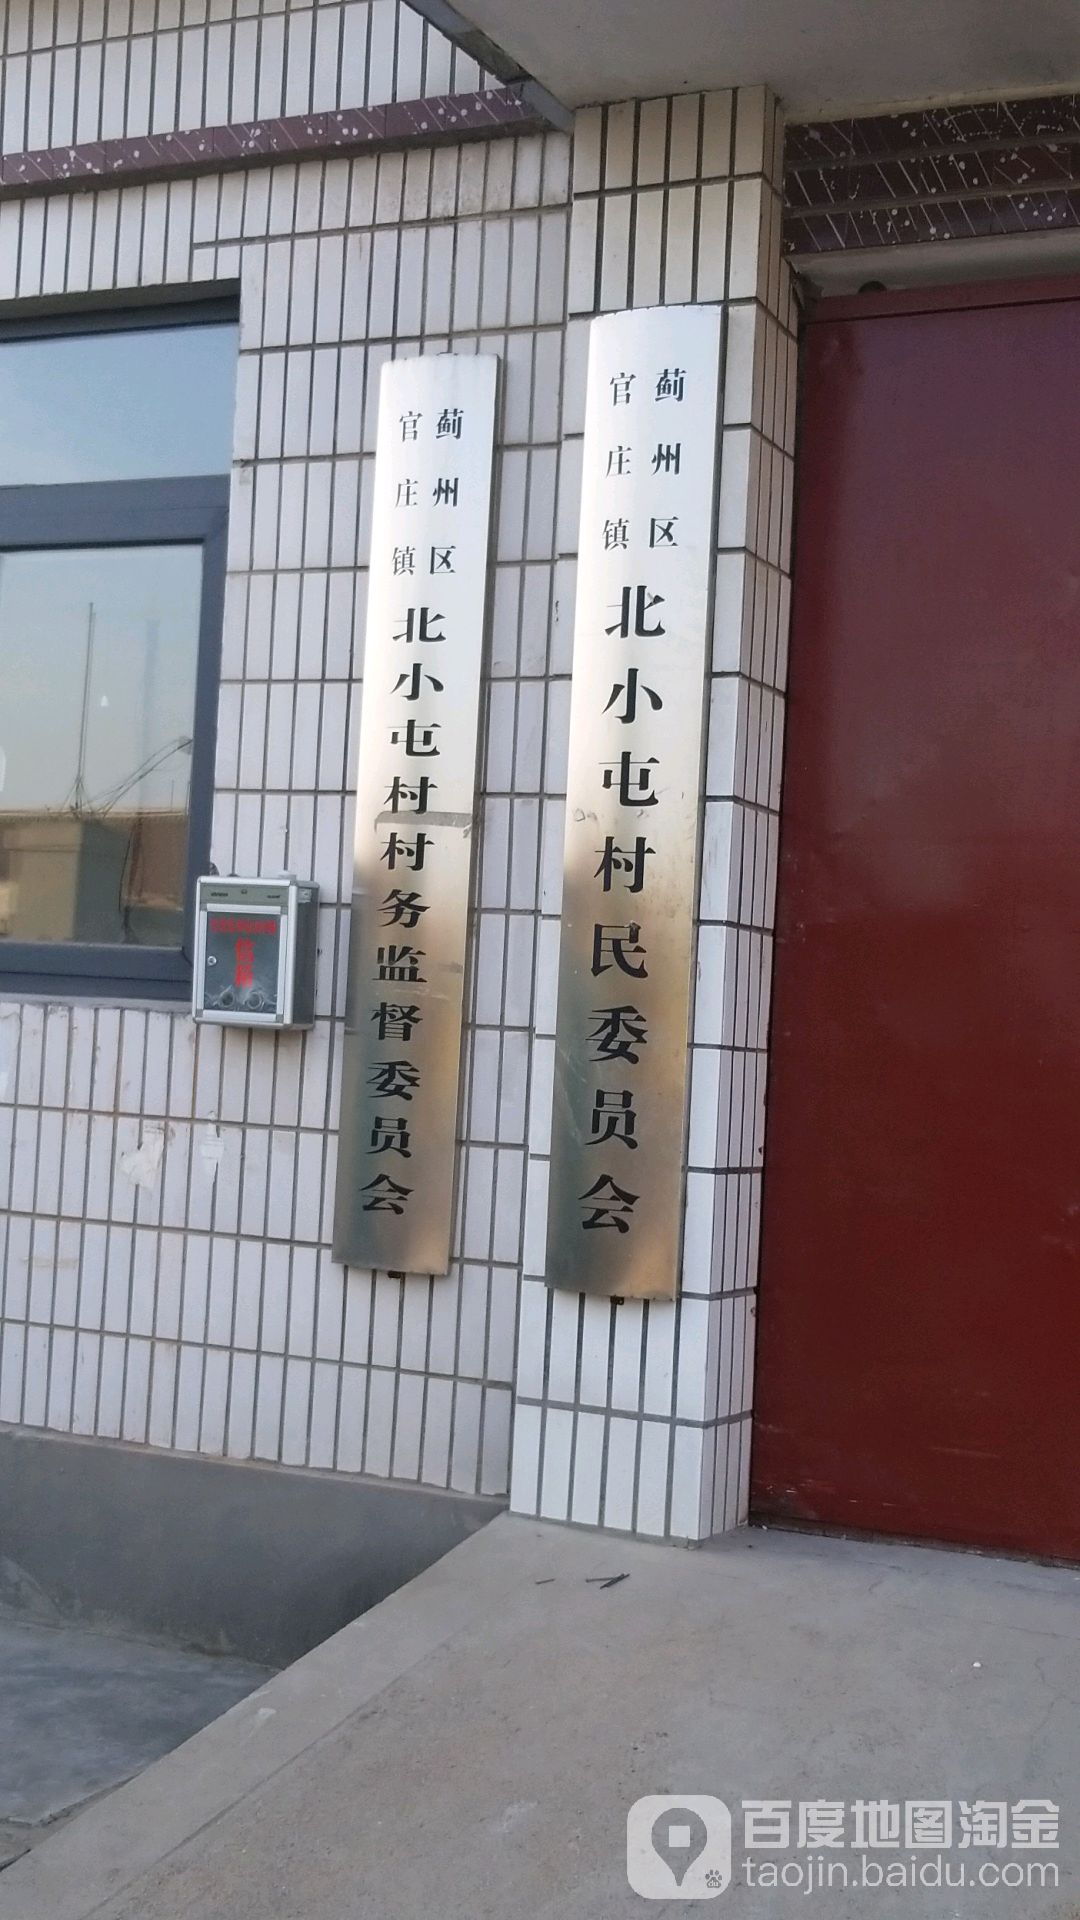 蓟州区
官庄镇
北小屯村民委员会
蓟州区
官庄镇
北小屯村村务监督委员会
信箱
百度地图淘金
taojin.baidu.com